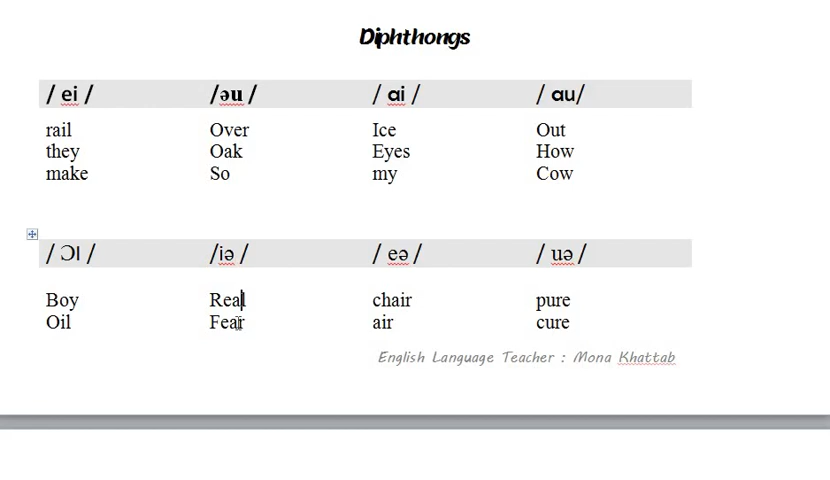 Diphthongs
/ ei / /əu / / ai / / au/
rail Over Ice Out
they Oak Eyes How
make So my Cow
/ ƆI / /iə / / eə / / uə /
Boy Real chair pure
Oil Fear air cure
English Language Teacher : Mona Khattab